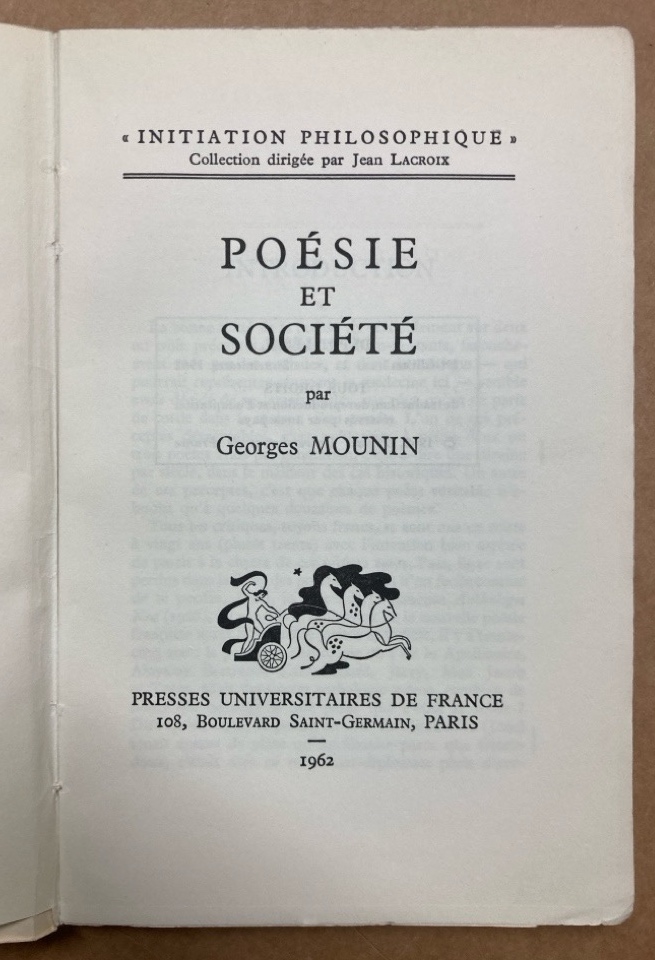 « INITIATION PHILOSOPHIQUE »
Collection dirigée par Jean LACROIX
POÉSIE
ET
SOCIÉTÉ
par
Georges MOUNIN
PRESSES UNIVERSITAIRES DE FRANCE
108, BOULEVARD SAINT-GERMAIN, PARIS
—
1962